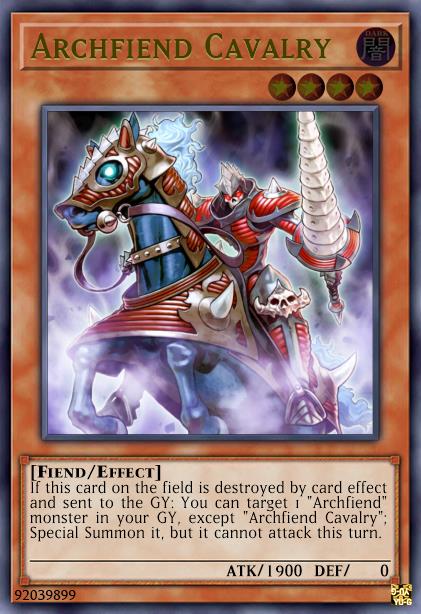 ARCHFIEND CAVALRY
DARK
闇
[FIEND/EFFECT]
If this card on the field is destroyed by card effect
and sent to the GY: You can target 1 "Archfiend"
monster in your GY, except "Archfiend Cavalry";
Special Summon it, but it cannot attack this turn.
ATK/1900 DEF/ 0
92039899